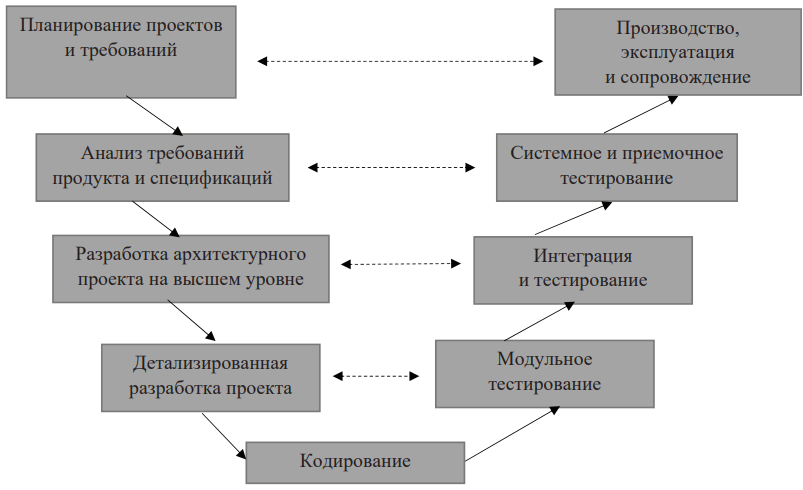 Планирование проектов
и требований
Производство,
эксплуатация
и сопровождение
Анализ требований
продукта и спецификаций
Системное и приемочное
тестирование
Разработка архитектурного
проекта на высшем уровне
Интеграция
и тестирование
Детализированная
разработка проекта
Модульное
тестирование
Кодирование